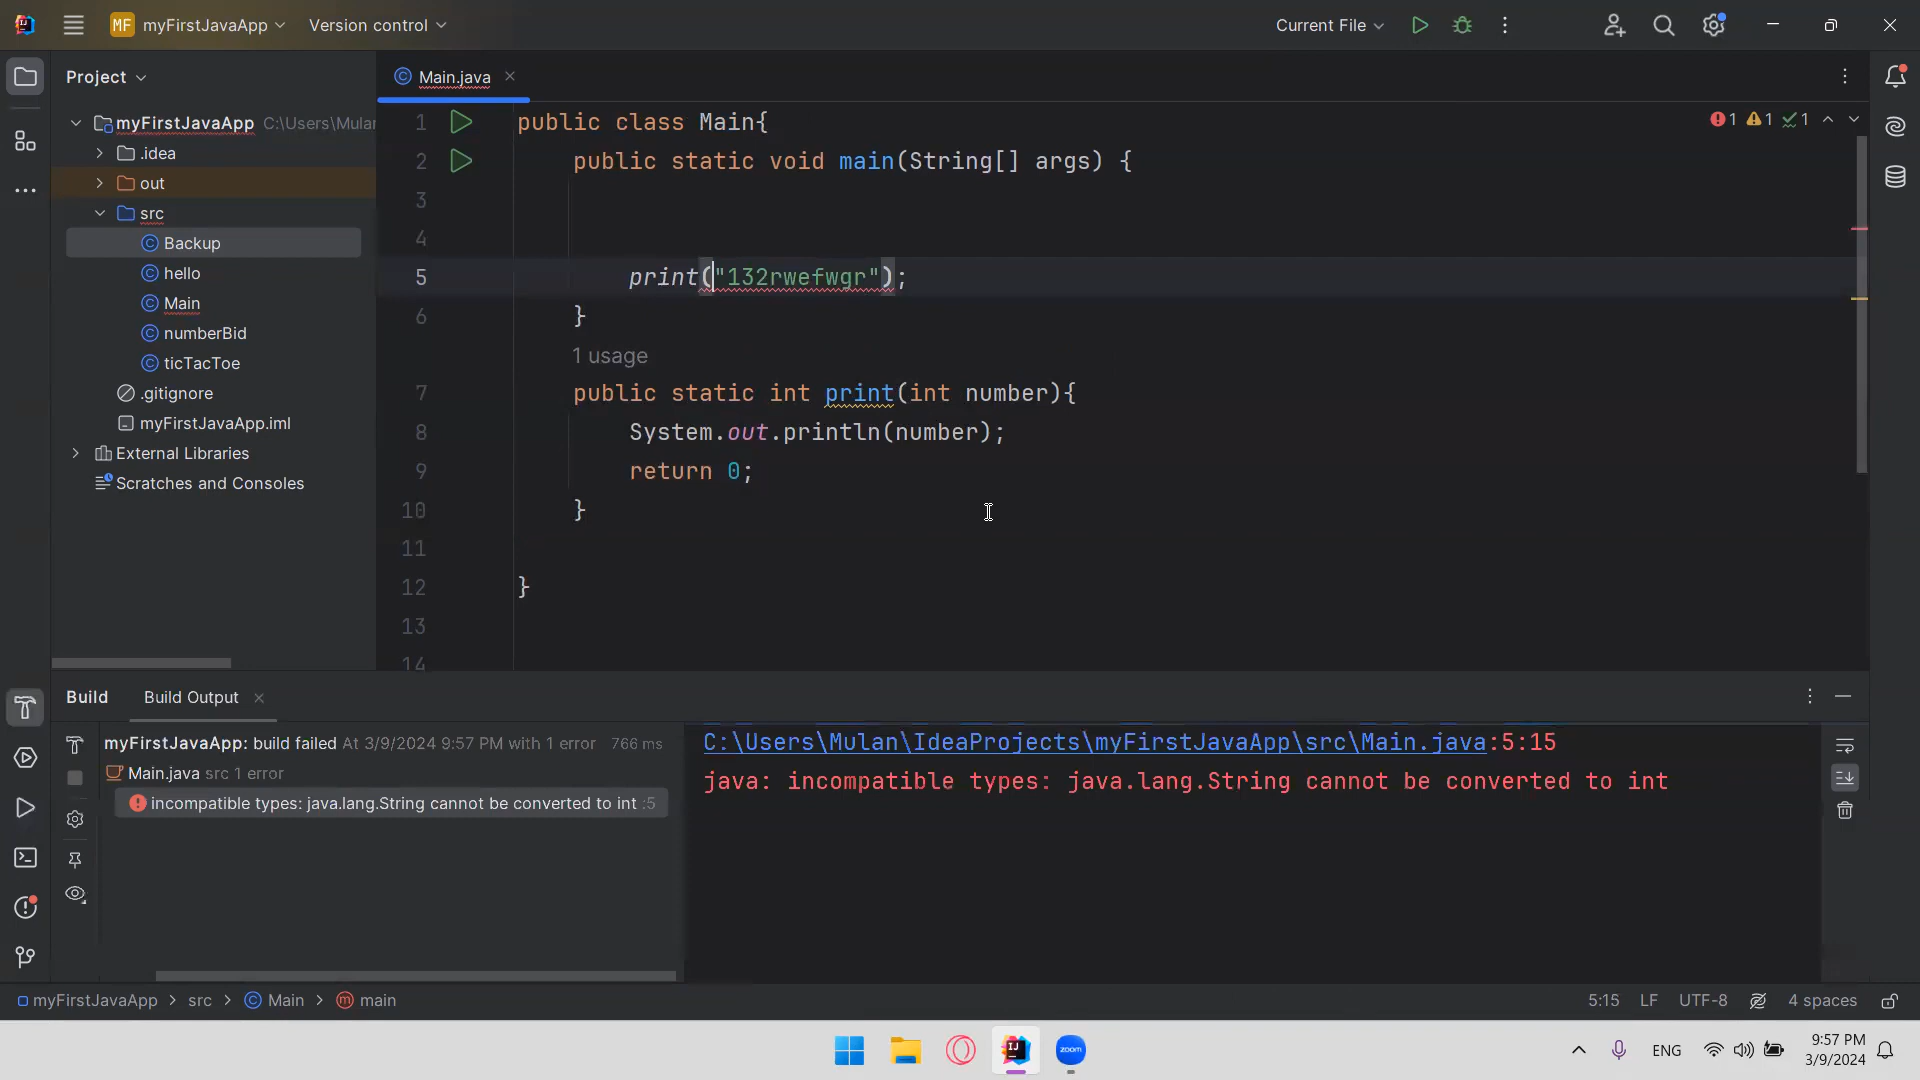 MF myFirstJavaApp
Version control
Current File
Project
Main.java
myFirstJavaApp C:\Users\Mular
.idea
out
src
Backup
hello
Main
numberBid
ticTacToe
.gitignore
myFirstJavaApp.iml
External Libraries
Scratches and Consoles
1 public class Main{
2 public static void main(String[] args) {
3
4
5 print("132rwefwgr");
6 }
1 usage
7 public static int print(int number){
8 System.out.println(number);
9 return 0;
10 }
11
12 }
13
14
1 1 1
Build Build Output
myFirstJavaApp: build failed At 3/9/2024 9:57 PM with 1 error 766 ms
Main.java src 1 error
incompatible types: java.lang.String cannot be converted to int :5
C:\Users\Mulan\IdeaProjects\myFirstJavaApp\src\Main.java:5:15
java: incompatible types: java.lang.String cannot be converted to int
myFirstJavaApp > src > Main > main
5:15 LF UTF-8 4 spaces
zoom
ENG
9:57 PM
3/9/2024